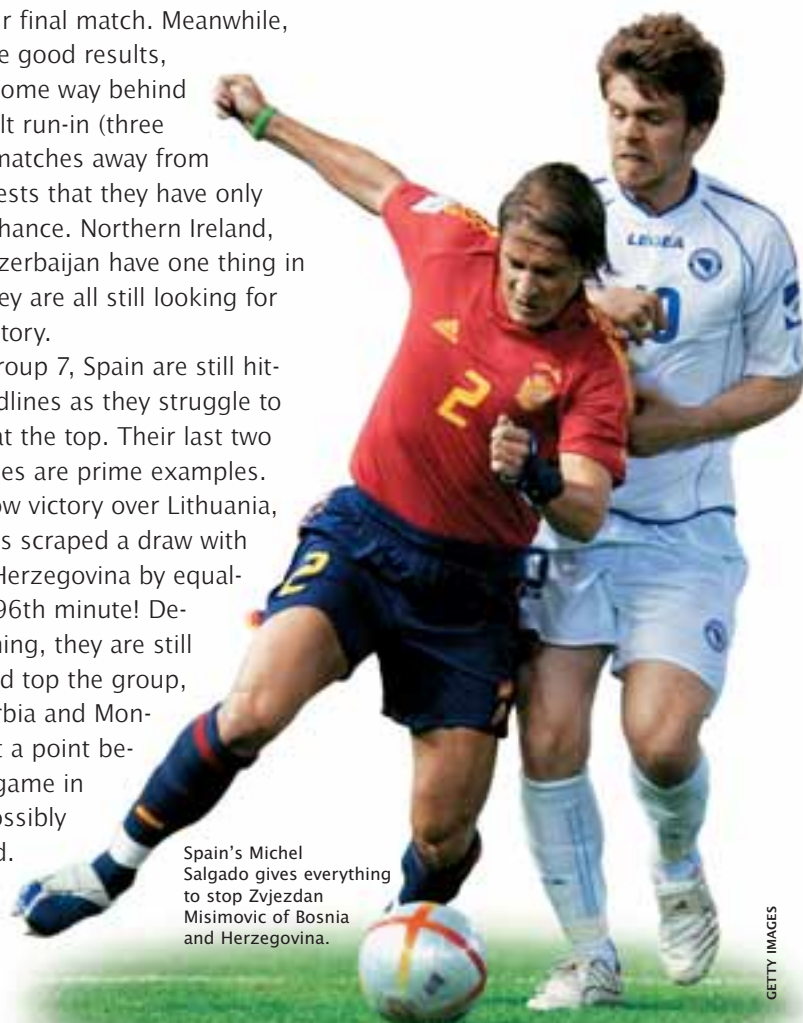 r final match. Meanwhile,
e good results,
ome way behind
lt run-in (three
matches away from
ests that they have only
hance. Northern Ireland,
zerbaijan have one thing in
ey are all still looking for
tory.
roup 7, Spain are still hit-
dlines as they struggle to
at the top. Their last two
es are prime examples.
ow victory over Lithuania,
s scraped a draw with
Herzegovina by equal-
96th minute! De-
ning, they are still
d top the group,
rbia and Mon-
t a point be-
game in
ossibly
d.
LEGEA
2
2
Spain's Michel
Salgado gives everything
to stop Zvjezdan
Misimovic of Bosnia
and Herzegovina.
GETTY IMAGES